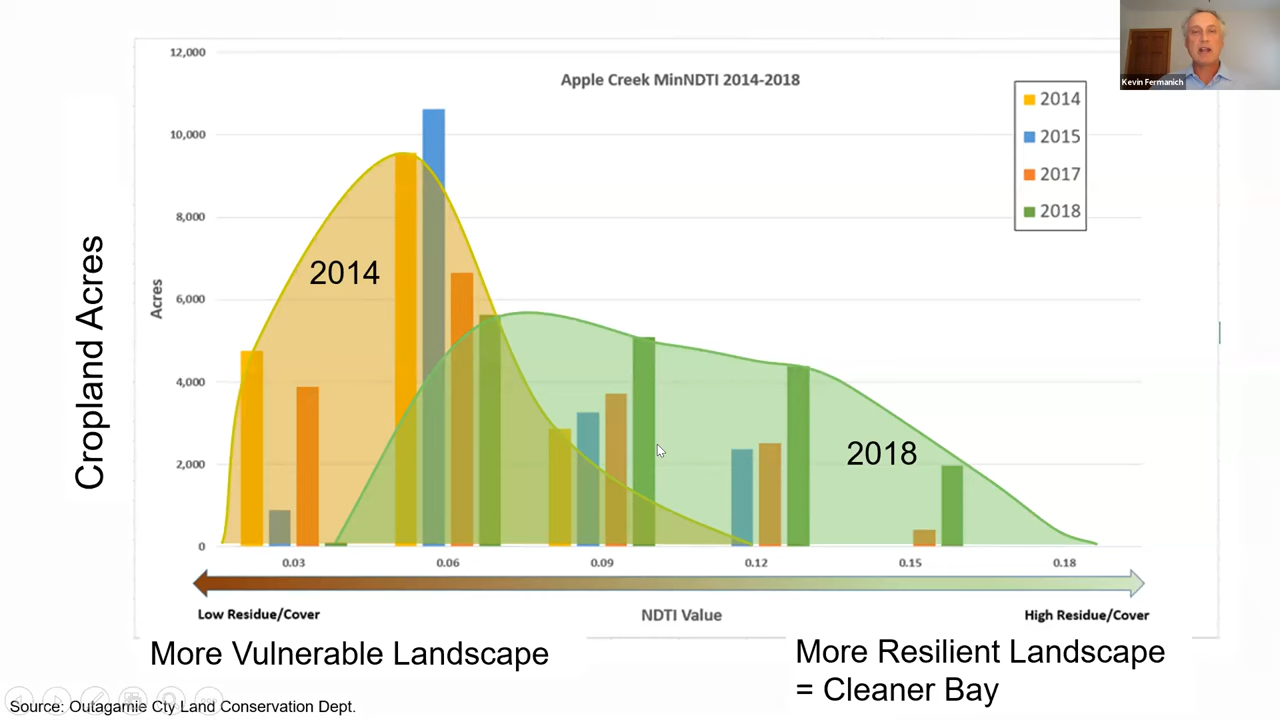 Kevin Fermanich
Apple Creek MinNDTI 2014-2018
2014
2015
2017
2018
12,000
10,000
8,000
6,000
4,000
2,000
0
Cropland Acres
Acres
2014
2018
0.03
0.06
0.09
0.12
0.15
0.18
Low Residue/Cover
NDTI Value
High Residue/Cover
More Vulnerable Landscape
More Resilient Landscape
= Cleaner Bay
Source: Outagamie Cty Land Conservation Dept.